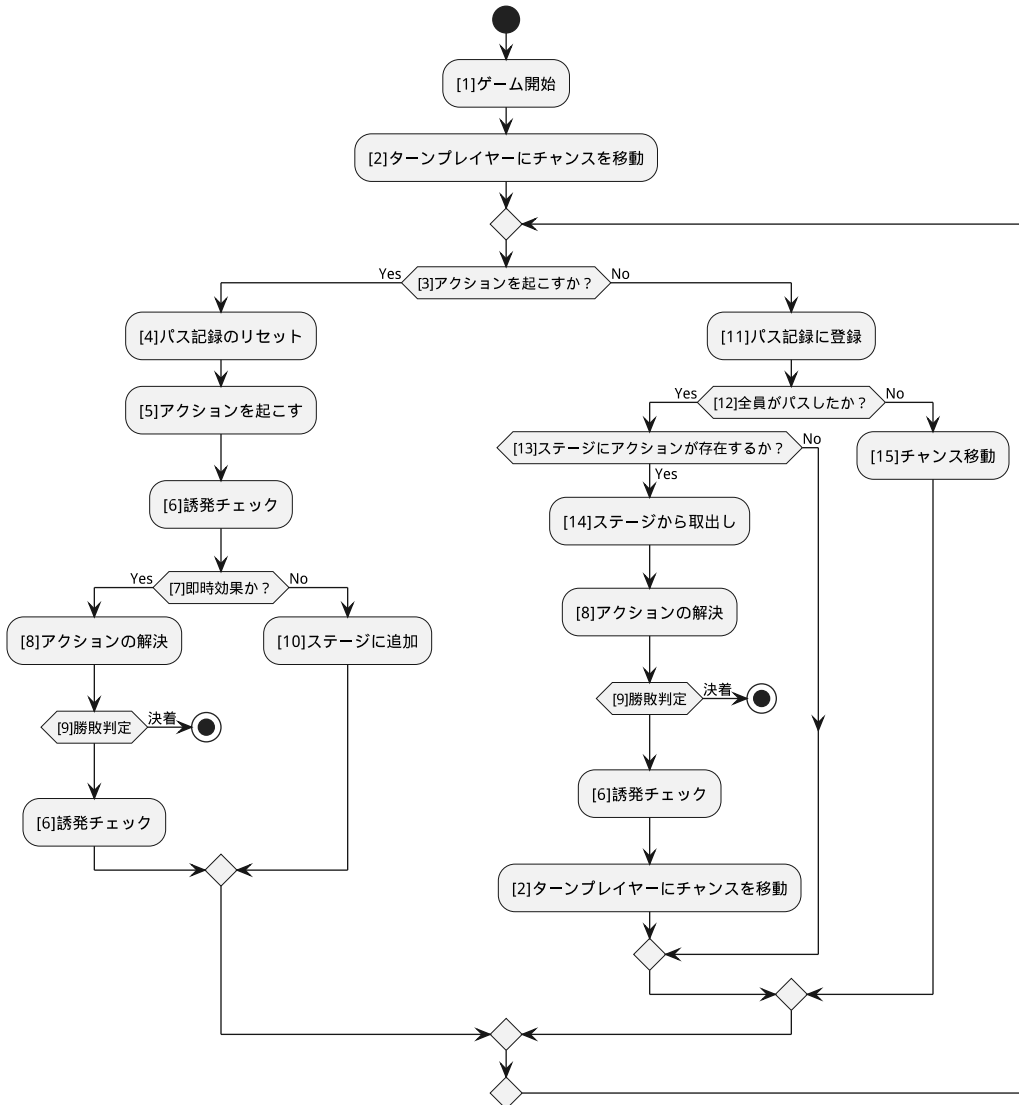 [1]ゲーム開始
[2]ターンプレイヤーにチャンスを移動
[3]アクションを起こすか？
Yes
No
[4]パス記録のリセット
[5]アクションを起こす
[6]誘発チェック
[7]即時効果か？
Yes
No
[8]アクションの解決
[10]ステージに追加
[9]勝敗判定
決着
[6]誘発チェック
[11]パス記録に登録
[12]全員がパスしたか？
Yes
No
[13]ステージにアクションが存在するか？
No
Yes
[15]チャンス移動
[14]ステージから取出し
[8]アクションの解決
[9]勝敗判定
決着
[6]誘発チェック
[2]ターンプレイヤーにチャンスを移動